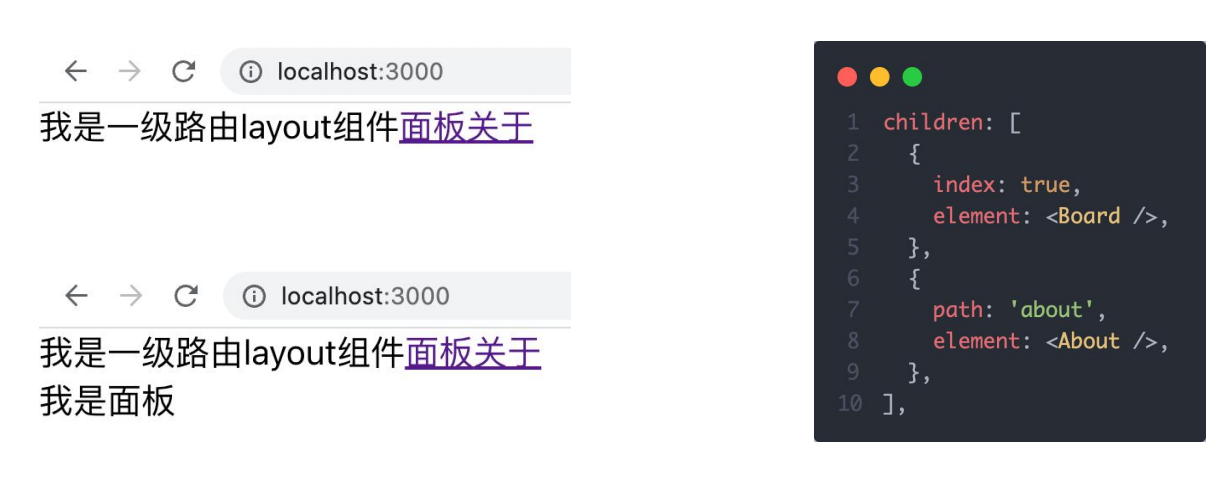 localhost:3000
我是一级路由layout组件面板关于
localhost:3000
我是一级路由layout组件面板关于
我是面板
1 children: [
2 {
3 index: true,
4 element: <Board />,
5 },
6 {
7 path: 'about',
8 element: <About />,
9 },
10 ],